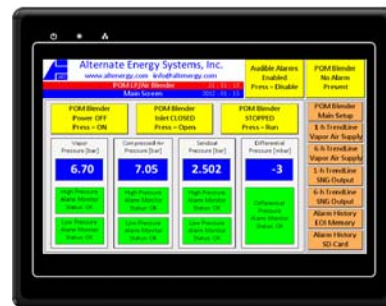 Alternate Energy Systems, Inc.
www.altenergy.com info@altenergy.com
POM LP/Air Blender
Main Screen
Audible Alarms
Enabled
Press = Disable
POM Blender
No Alarm
Present
POM Blender
Power OFF
Press = ON
POM Blender
Inlet CLOSED
Press = Open
POM Blender
STOPPED
Press = Run
POM Blender
Main Setup
1-h TrendLine
Vapor Air Supply
6-h TrendLine
Vapor Air Supply
1-h TrendLine
SNG Output
6-h TrendLine
SNG Output
Alarm History
EOI Memory
Alarm History
SD Card
Vapor
Pressure [bar]
6.70
High Pressure
Alarm Monitor
Status OK
Low Pressure
Alarm Monitor
Status OK
Compressed Air
Pressure [bar]
7.05
High Pressure
Alarm Monitor
Status OK
Low Pressure
Alarm Monitor
Status OK
Sendout
Pressure [bar]
2.502
High Pressure
Alarm Monitor
Status OK
Low Pressure
Alarm Monitor
Status OK
Differential
Pressure [mbar]
-3
Differential
Pressure
Alarm Monitor
Status OK